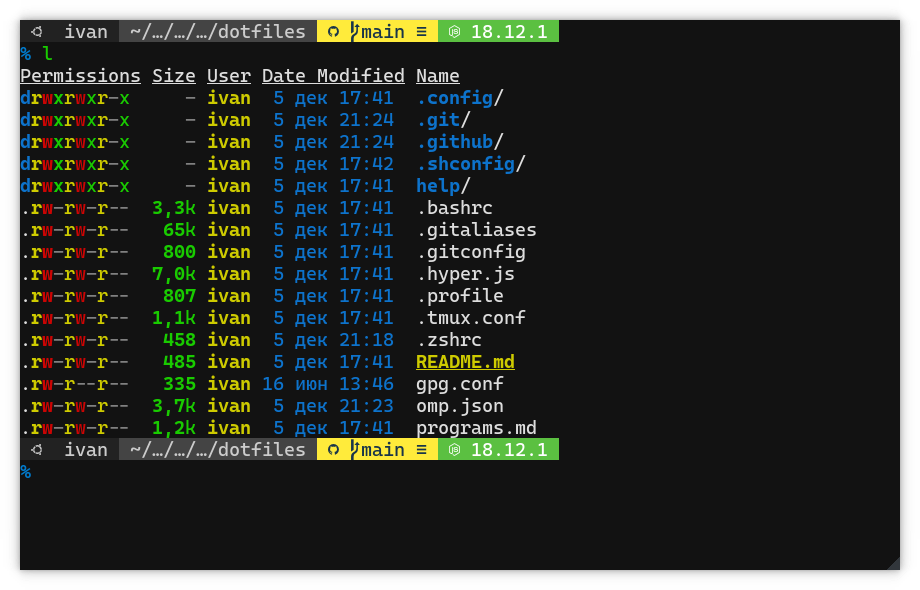 ivan ~/…/…/…/dotfiles main ≡ 18.12.1
% l
Permissions Size User Date Modified Name
drwxrwxr-x - ivan 5 дек 17:41 .config/
drwxrwxr-x - ivan 5 дек 21:24 .git/
drwxrwxr-x - ivan 5 дек 21:24 .github/
drwxrwxr-x - ivan 5 дек 17:42 .shconfig/
drwxrwxr-x - ivan 5 дек 17:41 help/
.rw-rw-r-- 3,3k ivan 5 дек 17:41 .bashrc
.rw-rw-r-- 65k ivan 5 дек 17:41 .gitaliases
.rw-rw-r-- 800 ivan 5 дек 17:41 .gitconfig
.rw-rw-r-- 7,0k ivan 5 дек 17:41 .hyper.js
.rw-rw-r-- 807 ivan 5 дек 17:41 .profile
.rw-rw-r-- 1,1k ivan 5 дек 17:41 .tmux.conf
.rw-rw-r-- 458 ivan 5 дек 21:18 .zshrc
.rw-rw-r-- 485 ivan 5 дек 17:41 README.md
.rw-r--r-- 335 ivan 16 июн 13:46 gpg.conf
.rw-rw-r-- 3,7k ivan 5 дек 21:23 omp.json
.rw-rw-r-- 1,2k ivan 5 дек 17:41 programs.md
ivan ~/…/…/…/dotfiles main ≡ 18.12.1
%